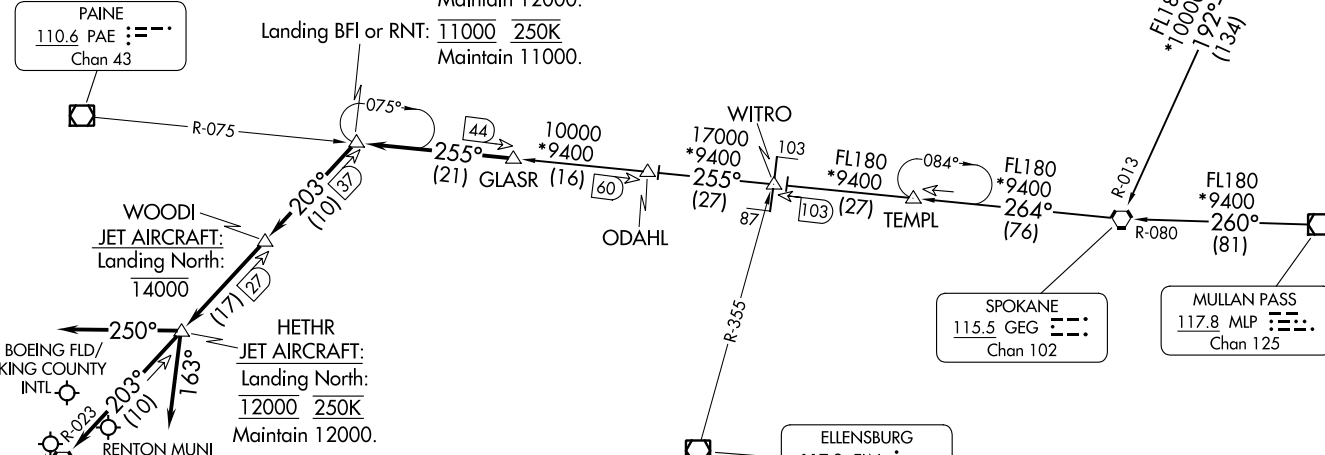 Maintain 12000.
Landing BFI or RNT: 11000 250K
Maintain 11000.
PAINE
110.6 PAE
Chan 43
R-075
075°
44
255°
(21)
GLASR
10000
*9400
(16)
60
ODAHL
17000
*9400
255°
(27)
WITRO
103
87
103
FL180
*9400
(27)
084°
TEMPL
FL180
*9400
264°
(76)
FL180
*10000
192°
(134)
R-013
FL180
*9400
260°
(81)
R-080
SPOKANE
115.5 GEG
Chan 102
MULLAN PASS
117.8 MLP
Chan 125
R-355
ELLENSBURG
203°
(10)
37
WOODI
JET AIRCRAFT:
Landing North:
14000
(17)
27
HETHR
JET AIRCRAFT:
Landing North:
12000 250K
Maintain 12000.
250°
BOEING FLD/
KING COUNTY
INTL
203°
(10)
163°
R-023
RENTON MUNI